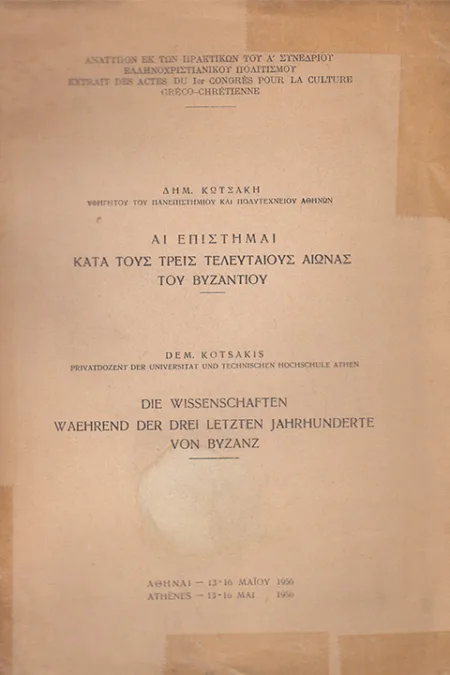 ΑΝΑΤΥΠΟΝ ΕΚ ΤΩΝ ΠΡΑΚΤΙΚΩΝ ΤΟΥ Α' ΣΥΝΕΔΡΙΟΥ
ΕΛΛΗΝΟΧΡΙΣΤΙΑΝΙΚΟΥ ΠΟΛΙΤΙΣΜΟΥ
EXTRAIT DES ACTES DU 1er CONGRÈS POUR LA CULTURE
GRÉCO-CHRÉTIENNE
ΔΗΜ. ΚΩΤΣΑΚΗ
ΥΦΗΓΗΤΟΥ ΤΟΥ ΠΑΝΕΠΙΣΤΗΜΙΟΥ ΚΑΙ ΠΟΛΥΤΕΧΝΕΙΟΥ ΑΘΗΝΩΝ
ΑΙ ΕΠΙΣΤΗΜΑΙ
ΚΑΤΑ ΤΟΥΣ ΤΡΕΙΣ ΤΕΛΕΥΤΑΙΟΥΣ ΑΙΩΝΑΣ
ΤΟΥ ΒΥΖΑΝΤΙΟΥ
DEM. KOTSAKIS
PRIVATDOZENT DER UNIVERSITAT UND TECHNISCHEN HOCHSCHULE ATHEN
DIE WISSENSCHAFTEN
WAEHREND DER DREI LETZTEN JAHRHUNDERTE
VON BYZANZ
ΑΘΗΝΑΙ — 13-16 ΜΑΪΟΥ 1956
ATHÈNES — 13-16 MAI 1956